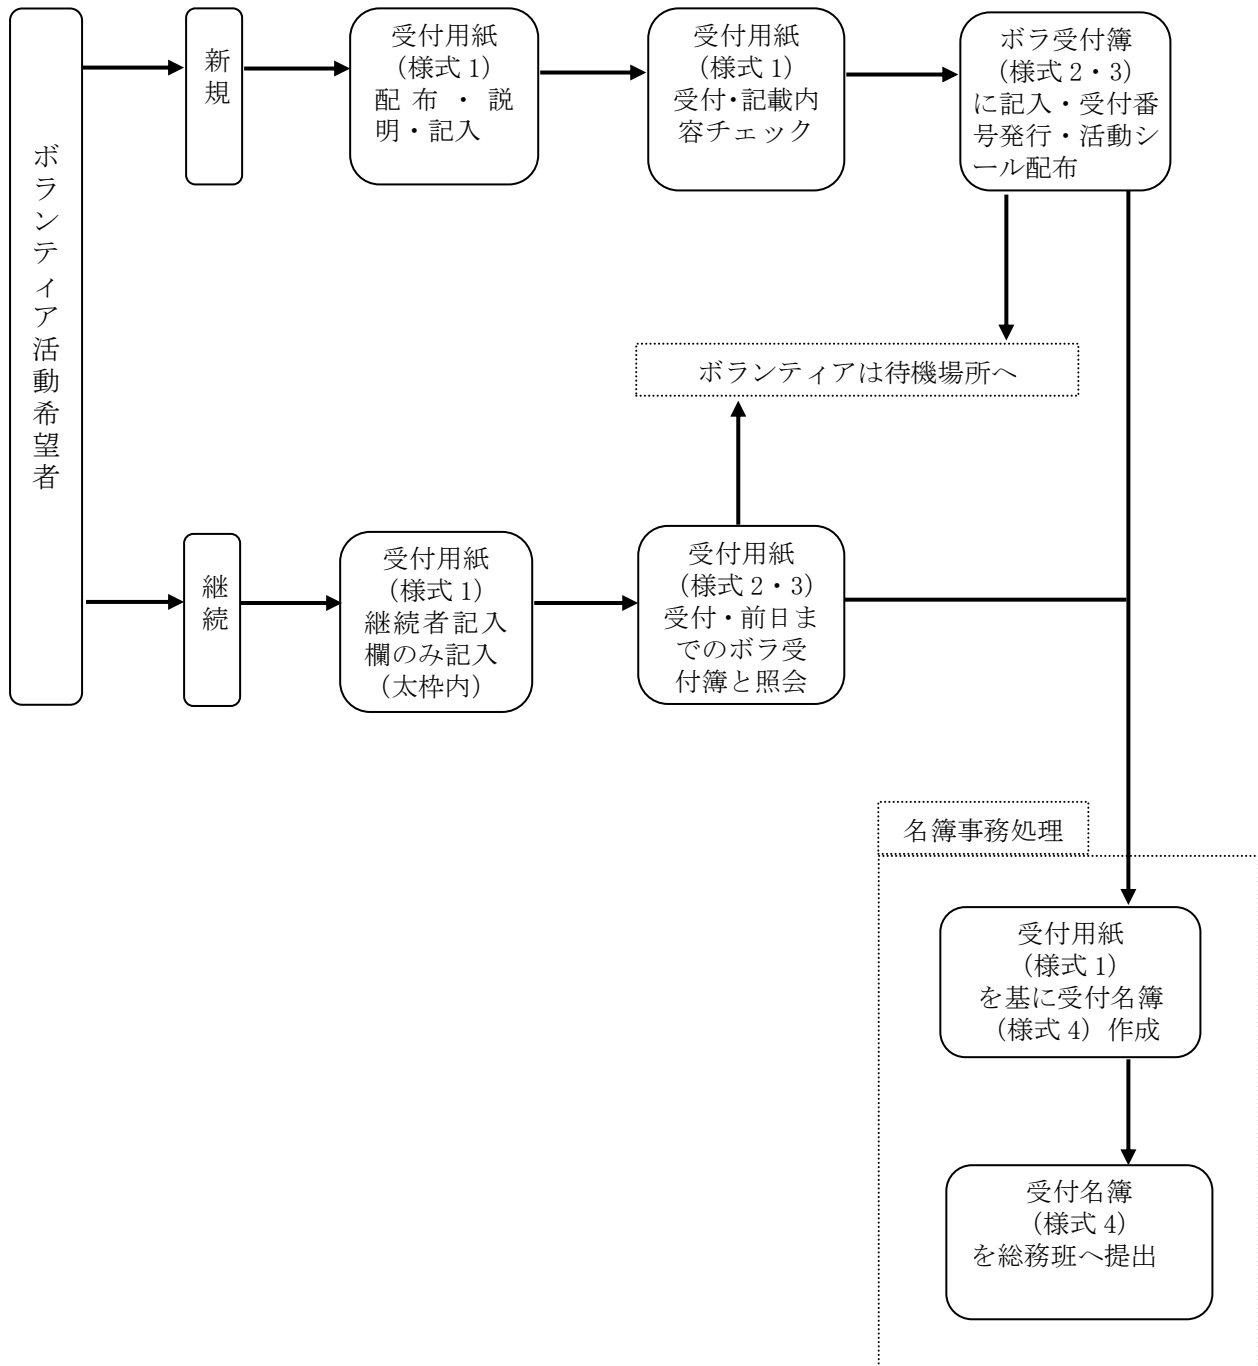 ボランティア活動希望者
新規
受付用紙
（様式 1）
配 布 ・ 説
明・記入
受付用紙
（様式 1）
受付・記載内
容チェック
ボラ受付簿
（様式 2・3）
に記入・受付番
号発行・活動シ
ール配布
ボランティアは待機場所へ
継続
受付用紙
（様式 1）
継続者記入
欄のみ記入
（太枠内）
受付用紙
（様式 2・3）
受付・前日ま
でのボラ受
付簿と照会
名簿事務処理
受付用紙
（様式 1）
を基に受付名簿
（様式 4）作成
受付名簿
（様式 4）
を総務班へ提出